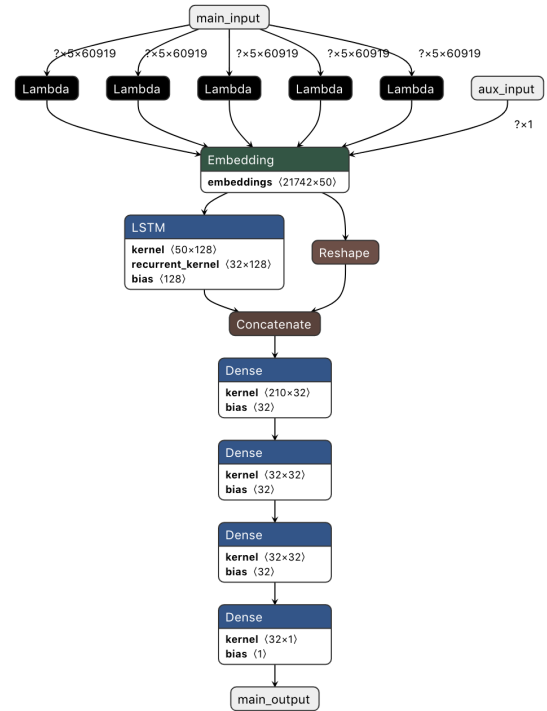 main_input
?×5×60919 ?×5×60919 ?×5×60919 ?×5×60919 ?×5×60919
Lambda Lambda Lambda Lambda Lambda aux_input
?×1
Embedding
embeddings ⟨21742×50⟩
LSTM
kernel ⟨50×128⟩
recurrent_kernel ⟨32×128⟩
bias ⟨128⟩
Reshape
Concatenate
Dense
kernel ⟨210×32⟩
bias ⟨32⟩
Dense
kernel ⟨32×32⟩
bias ⟨32⟩
Dense
kernel ⟨32×32⟩
bias ⟨32⟩
Dense
kernel ⟨32×1⟩
bias ⟨1⟩
main_output